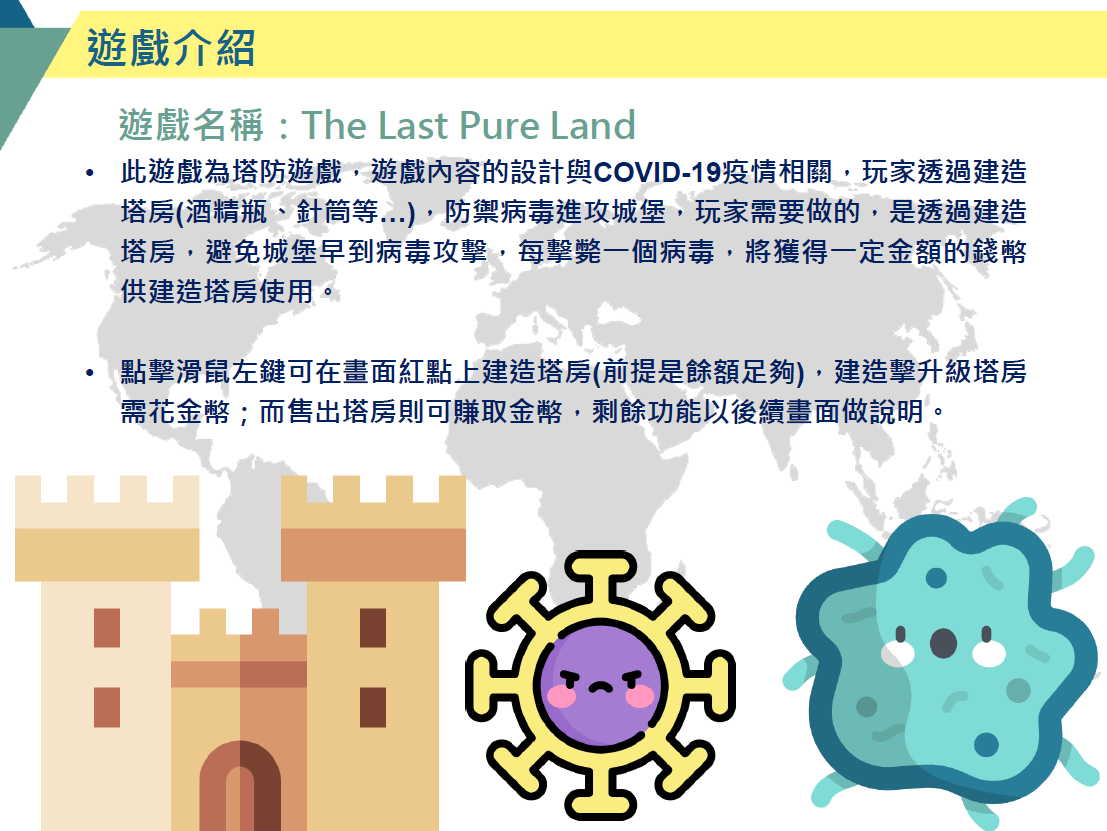 遊戲介紹
遊戲名稱：The Last Pure Land
• 此遊戲為塔防遊戲，遊戲內容的設計與COVID-19疫情相關，玩家透過建造
塔房(酒精瓶、針筒等…)，防禦病毒進攻城堡，玩家需要做的，是透過建造
塔房，避免城堡早到病毒攻擊，每擊斃一個病毒，將獲得一定金額的錢幣
供建造塔房使用。
• 點擊滑鼠左鍵可在畫面紅點上建造塔房(前提是餘額足夠)，建造擊升級塔房
需花金幣；而售出塔房則可賺取金幣，剩餘功能以後續畫面做說明。